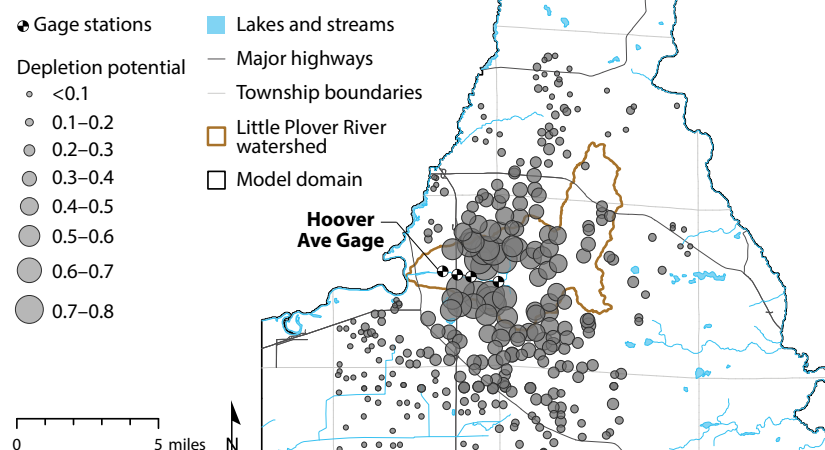 Gage stations
Depletion potential
<0.1
0.1–0.2
0.2–0.3
0.3–0.4
0.4–0.5
0.5–0.6
0.6–0.7
0.7–0.8
Lakes and streams
Major highways
Township boundaries
Little Plover River
watershed
Model domain
Hoover
Ave Gage
0
5 miles
N